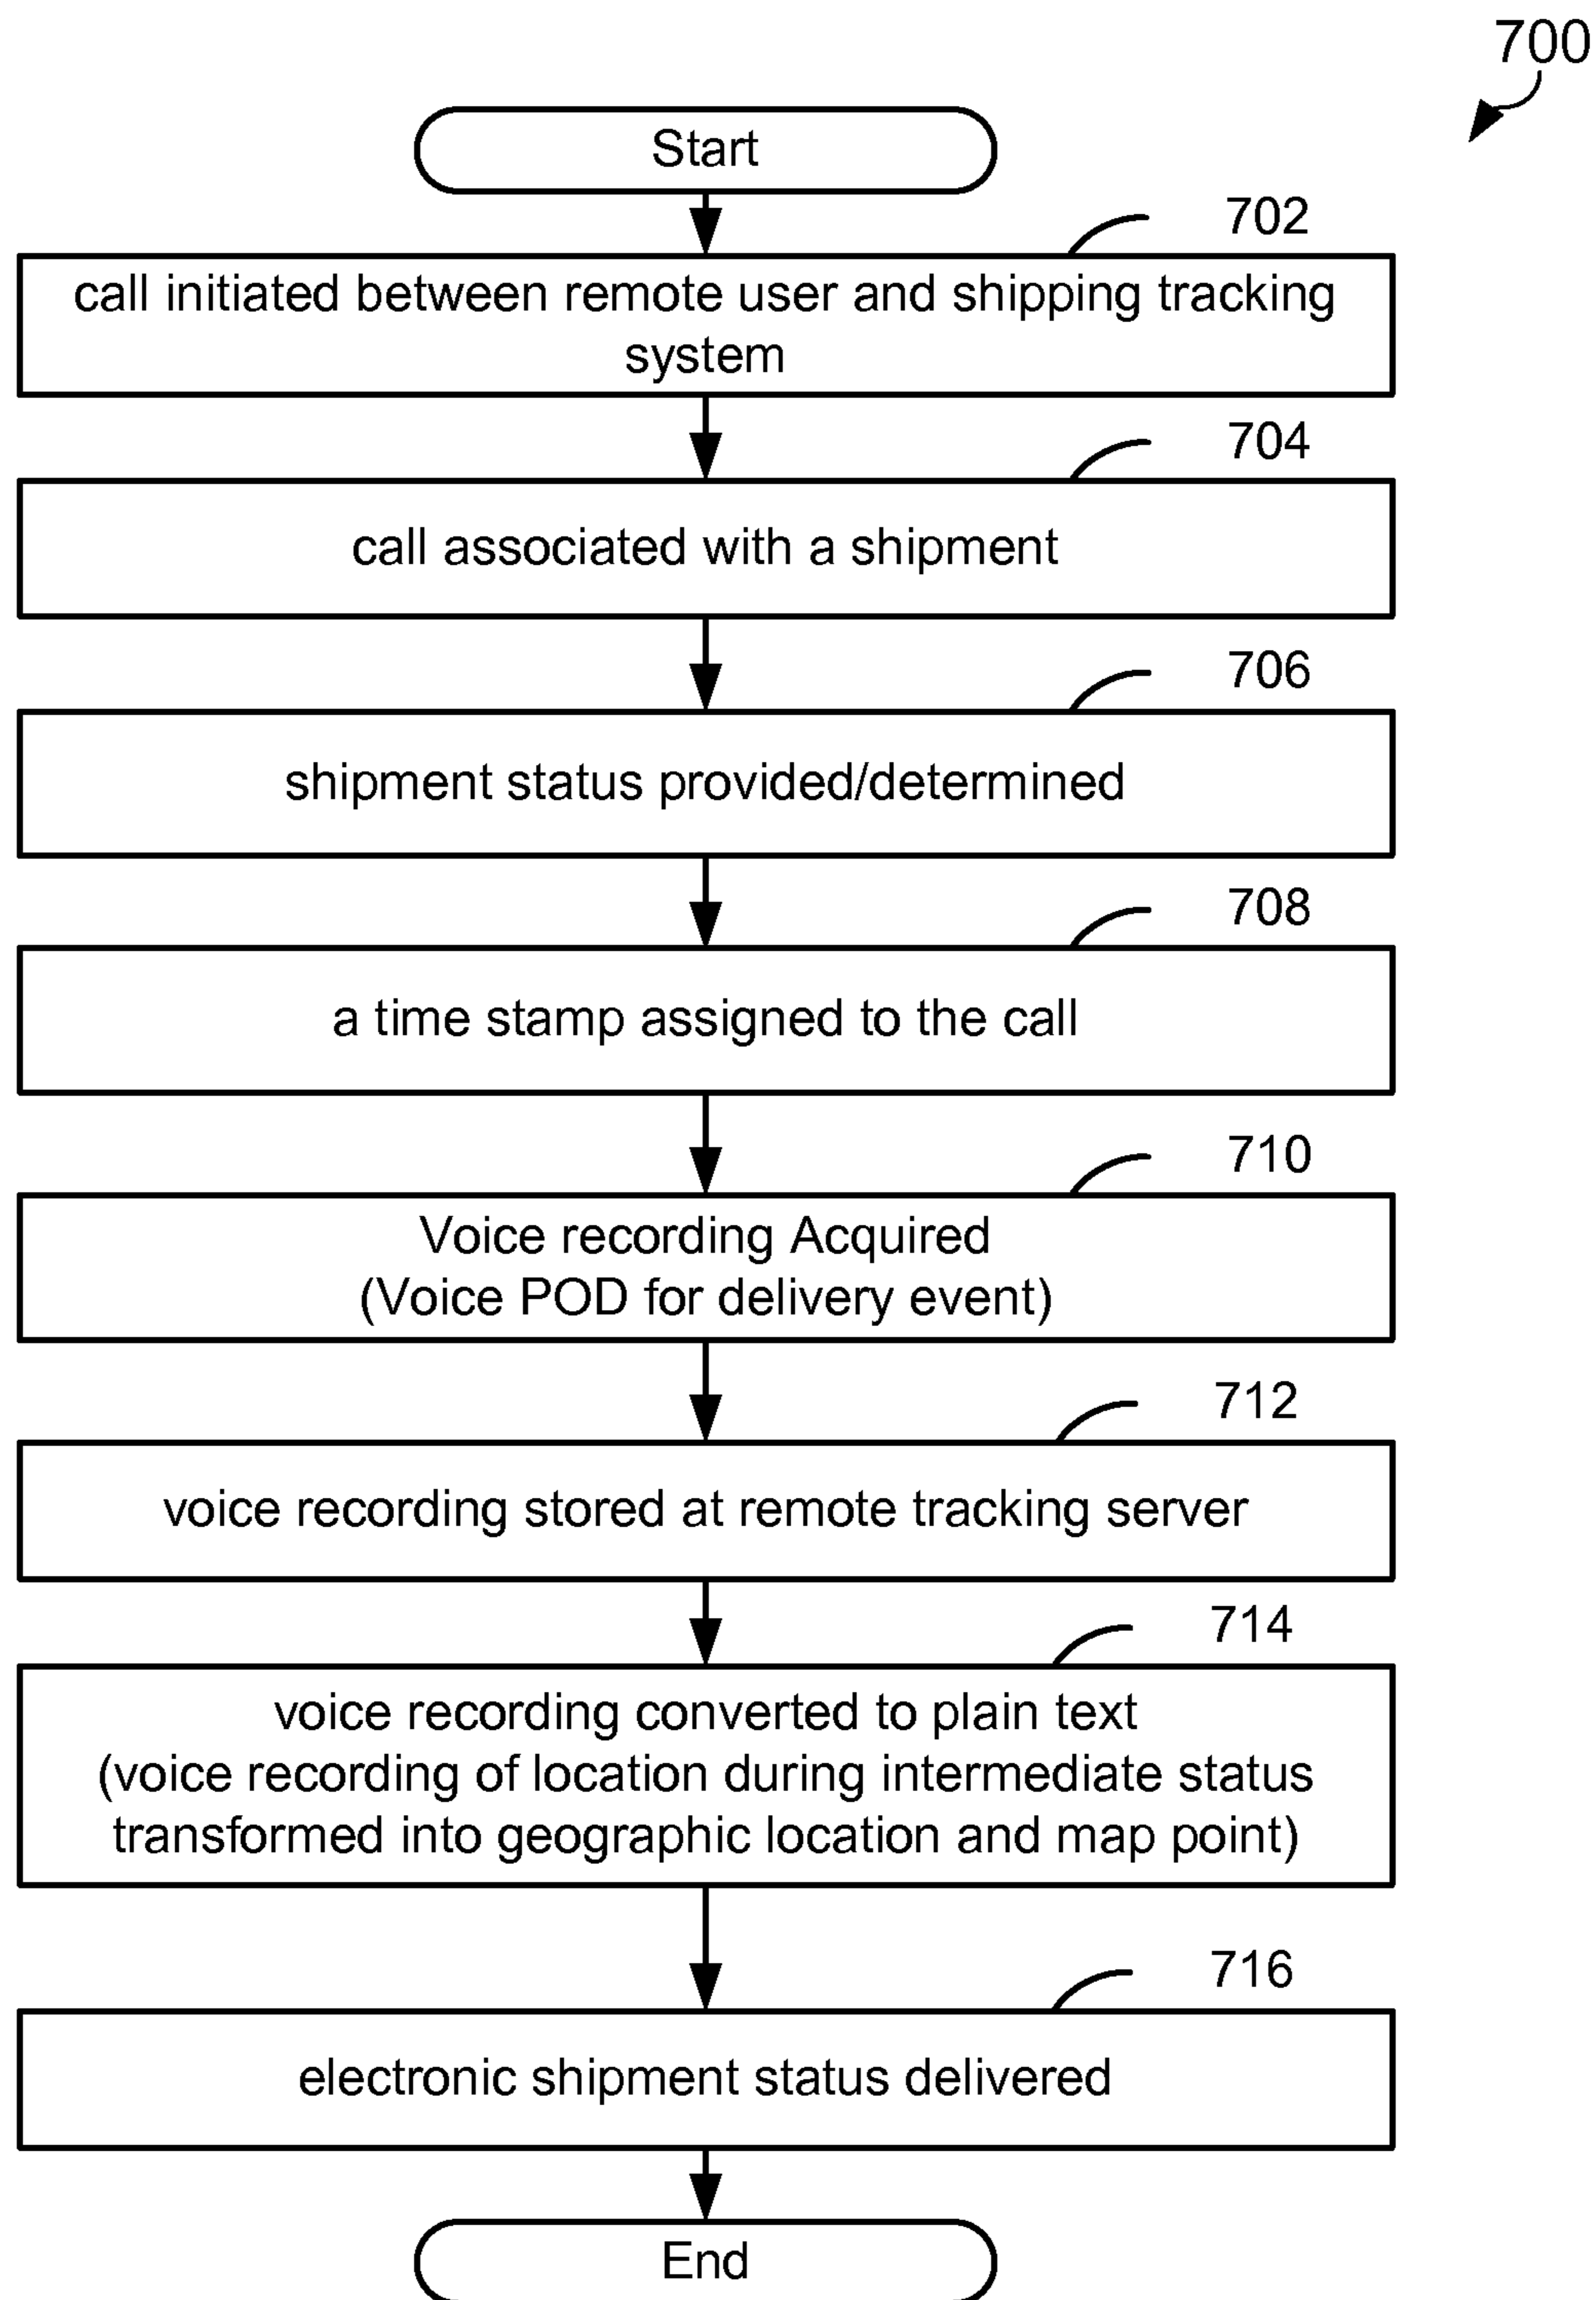 700
Start
702
call initiated between remote user and shipping tracking
system
704
call associated with a shipment
706
shipment status provided/determined
708
a time stamp assigned to the call
710
Voice recording Acquired
(Voice POD for delivery event)
712
voice recording stored at remote tracking server
714
voice recording converted to plain text
(voice recording of location during intermediate status
transformed into geographic location and map point)
716
electronic shipment status delivered
End